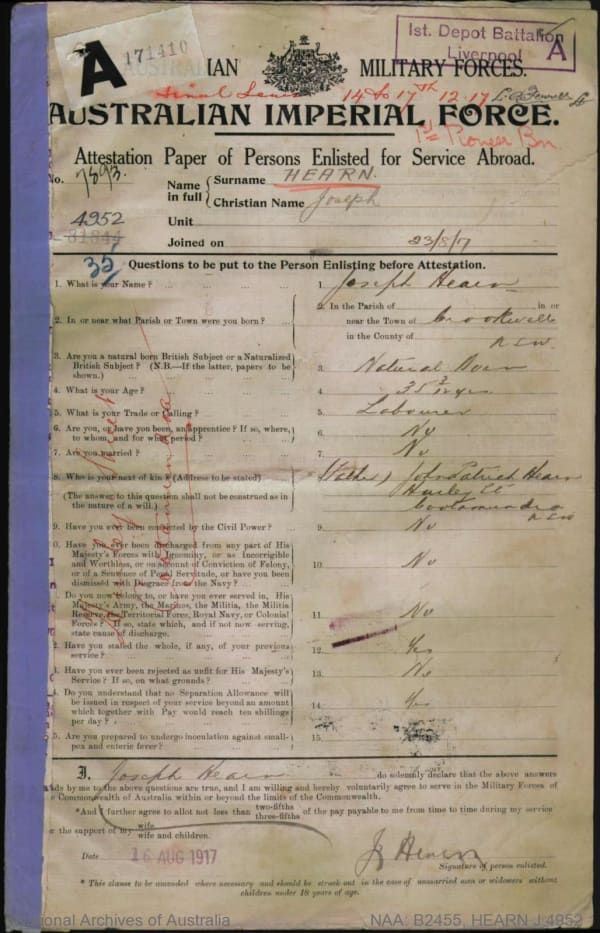 A 171410
1st. Depot Battalion
Liverpool
A
AUSTRALIAN MILITARY FORCES.
Final Leave 14 to 17th 12.17
AUSTRALIAN IMPERIAL FORCE.
1st Pioneer Bn
Attestation Paper of Persons Enlisted for Service Abroad.
No. 7893.
Name in full { Surname HEARN.
Christian Name Joseph
4952
31844
Unit
Joined on 23/8/17
35
Questions to be put to the Person Enlisting before Attestation.
1. What is your Name ? ... 1. Joseph Hearn
2. In or near what Parish or Town were you born ? ... 2. In the Parish of in or
near the Town of Crookwell
in the County of NSW
3. Are you a natural born British Subject or a Naturalized
British Subject ? (N.B.—If the latter, papers to be
shown.) ... 3. Natural Born
4. What is your Age ? ... 4. 35 yrs
5. What is your Trade or Calling ? ... 5. Labourer
6. Are you, or have you been, an apprentice ? If so, where,
to whom, and for what period ? ... 6. No
7. Are you married ? ... 7. No
8. Who is your next of kin ? (Address to be stated) (Father) John Patrick Hearn
(The answer to this question shall not be construed as in
the nature of a will.) Hurley St
Cootamundra
NSW
9. Have you ever been convicted by the Civil Power ? ... 9. No
0. Have you ever been discharged from any part of His
Majesty's Forces with Ignominy, or as Incorrigible
and Worthless, or on account of Conviction of Felony,
or of a Sentence of Penal Servitude, or have you been
dismissed with Disgrace from the Navy ? ... 10. No
. Do you now belong to, or have you ever served in, His
Majesty's Army, the Marines, the Militia, the Militia
Reserve, the Territorial Force, Royal Navy, or Colonial
Forces ? If so, state which, and if not now serving,
state cause of discharge. 11. No
2. Have you stated the whole, if any, of your previous
service ? ... 12. Yes
3. Have you ever been rejected as unfit for His Majesty's
Service ? If so, on what grounds ? 13. No
4. Do you understand that no Separation Allowance will
be issued in respect of your service beyond an amount
which together with Pay would reach ten shillings
per day ? ... 14. Yes
5. Are you prepared to undergo inoculation against small-
pox and enteric fever ? ... 15.
Hurley Street
Cootamundra
I, Joseph Hearn do solemnly declare that the above answers
made by me to the above questions are true, and I am willing and hereby voluntarily agree to serve in the Military Forces of
the Commonwealth of Australia within or beyond the limits of the Commonwealth.
*And I further agree to allot not less than two-fifths three-fifths of the pay payable to me from time to time during my service
for the support of my wife wife and children.
Date 16 AUG 1917
J Hearn
Signature of person enlisted.
* This clause to be amended where necessary and should be struck out in the case of unmarried men or widowers without
children under 18 years of age.
National Archives of Australia NAA: B2455, HEARN J 4952